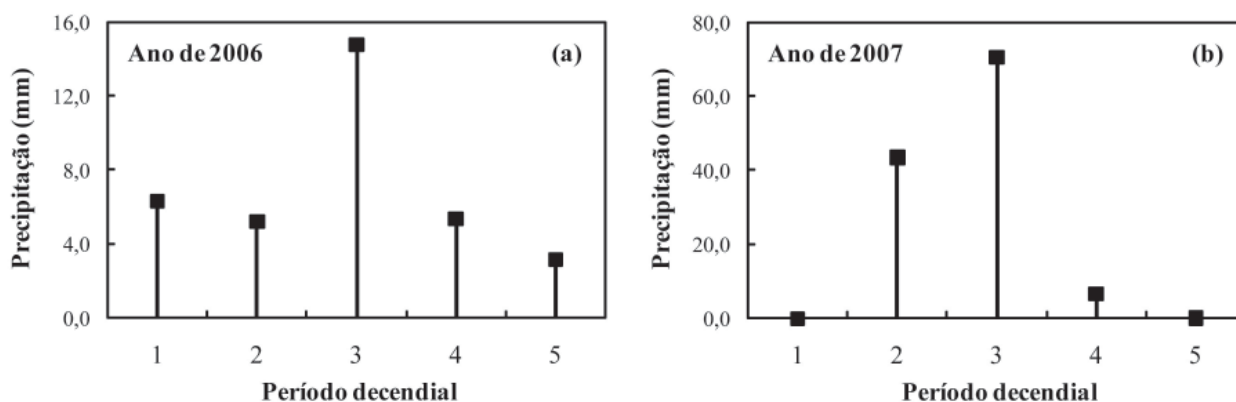 16,0
12,0
8,0
4,0
0,0
Precipitação (mm)
Ano de 2006
(a)
1 2 3 4 5
Período decendial
80,0
60,0
40,0
20,0
0,0
Precipitação (mm)
Ano de 2007
(b)
1 2 3 4 5
Período decendial